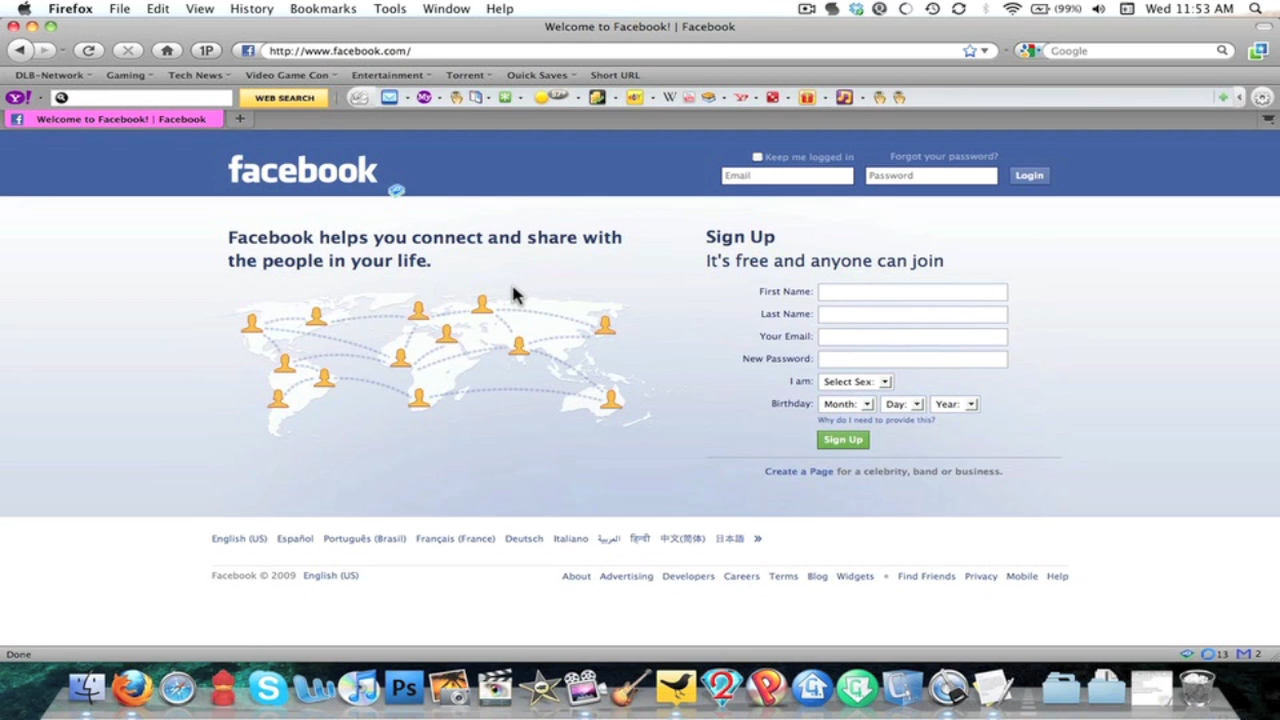 Firefox File Edit View History Bookmarks Tools Window Help (99%) Wed 11:53 AM
Welcome to Facebook! | Facebook
1P http://www.facebook.com/ Google
DLB-Network Gaming Tech News Video Game Con Entertainment Torrent Quick Saves Short URL
Y! WEB SEARCH My W
Welcome to Facebook! | Facebook
Keep me logged in Forgot your password?
facebook Email Password Login
Facebook helps you connect and share with
the people in your life.
Sign Up
It's free and anyone can join
First Name:
Last Name:
Your Email:
New Password:
I am: Select Sex:
Birthday: Month: Day: Year:
Why do I need to provide this?
Sign Up
Create a Page for a celebrity, band or business.
English (US) Español Português (Brasil) Français (France) Deutsch Italiano العربية हिन्दी 中文(简体) 日本語 »
Facebook © 2009 English (US) About Advertising Developers Careers Terms Blog Widgets • Find Friends Privacy Mobile Help
Done 13 2
Ps 2